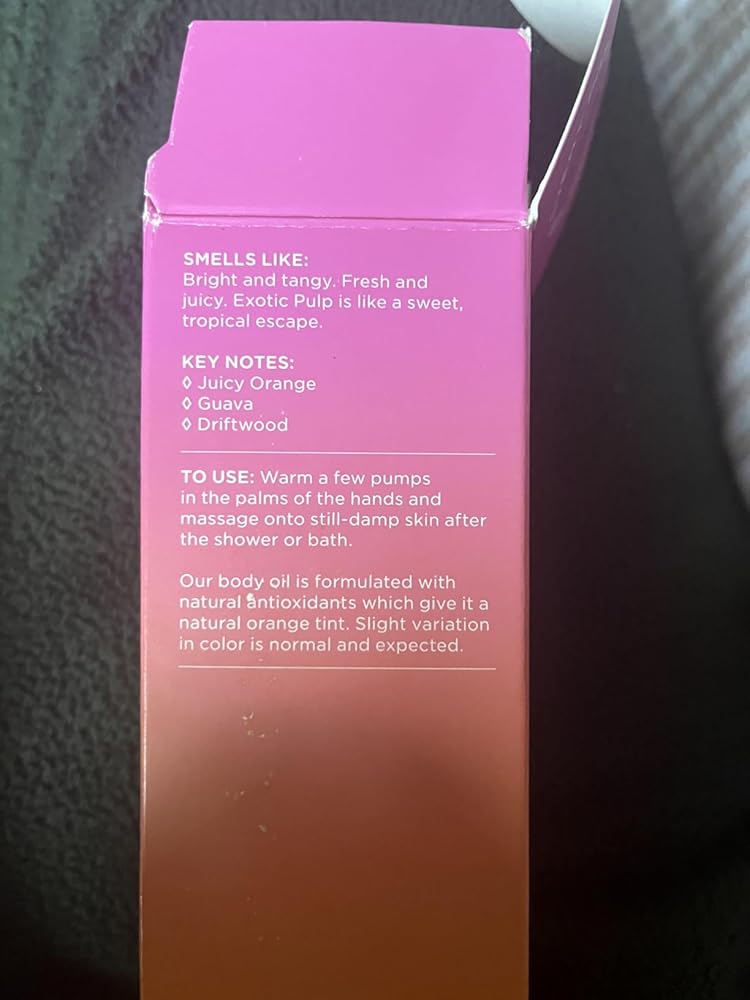 SMELLS LIKE:
Bright and tangy. Fresh and
juicy. Exotic Pulp is like a sweet,
tropical escape.
KEY NOTES:
◊ Juicy Orange
◊ Guava
◊ Driftwood
TO USE: Warm a few pumps
in the palms of the hands and
massage onto still-damp skin after
the shower or bath.
Our body oil is formulated with
natural antioxidants which give it a
natural orange tint. Slight variation
in color is normal and expected.